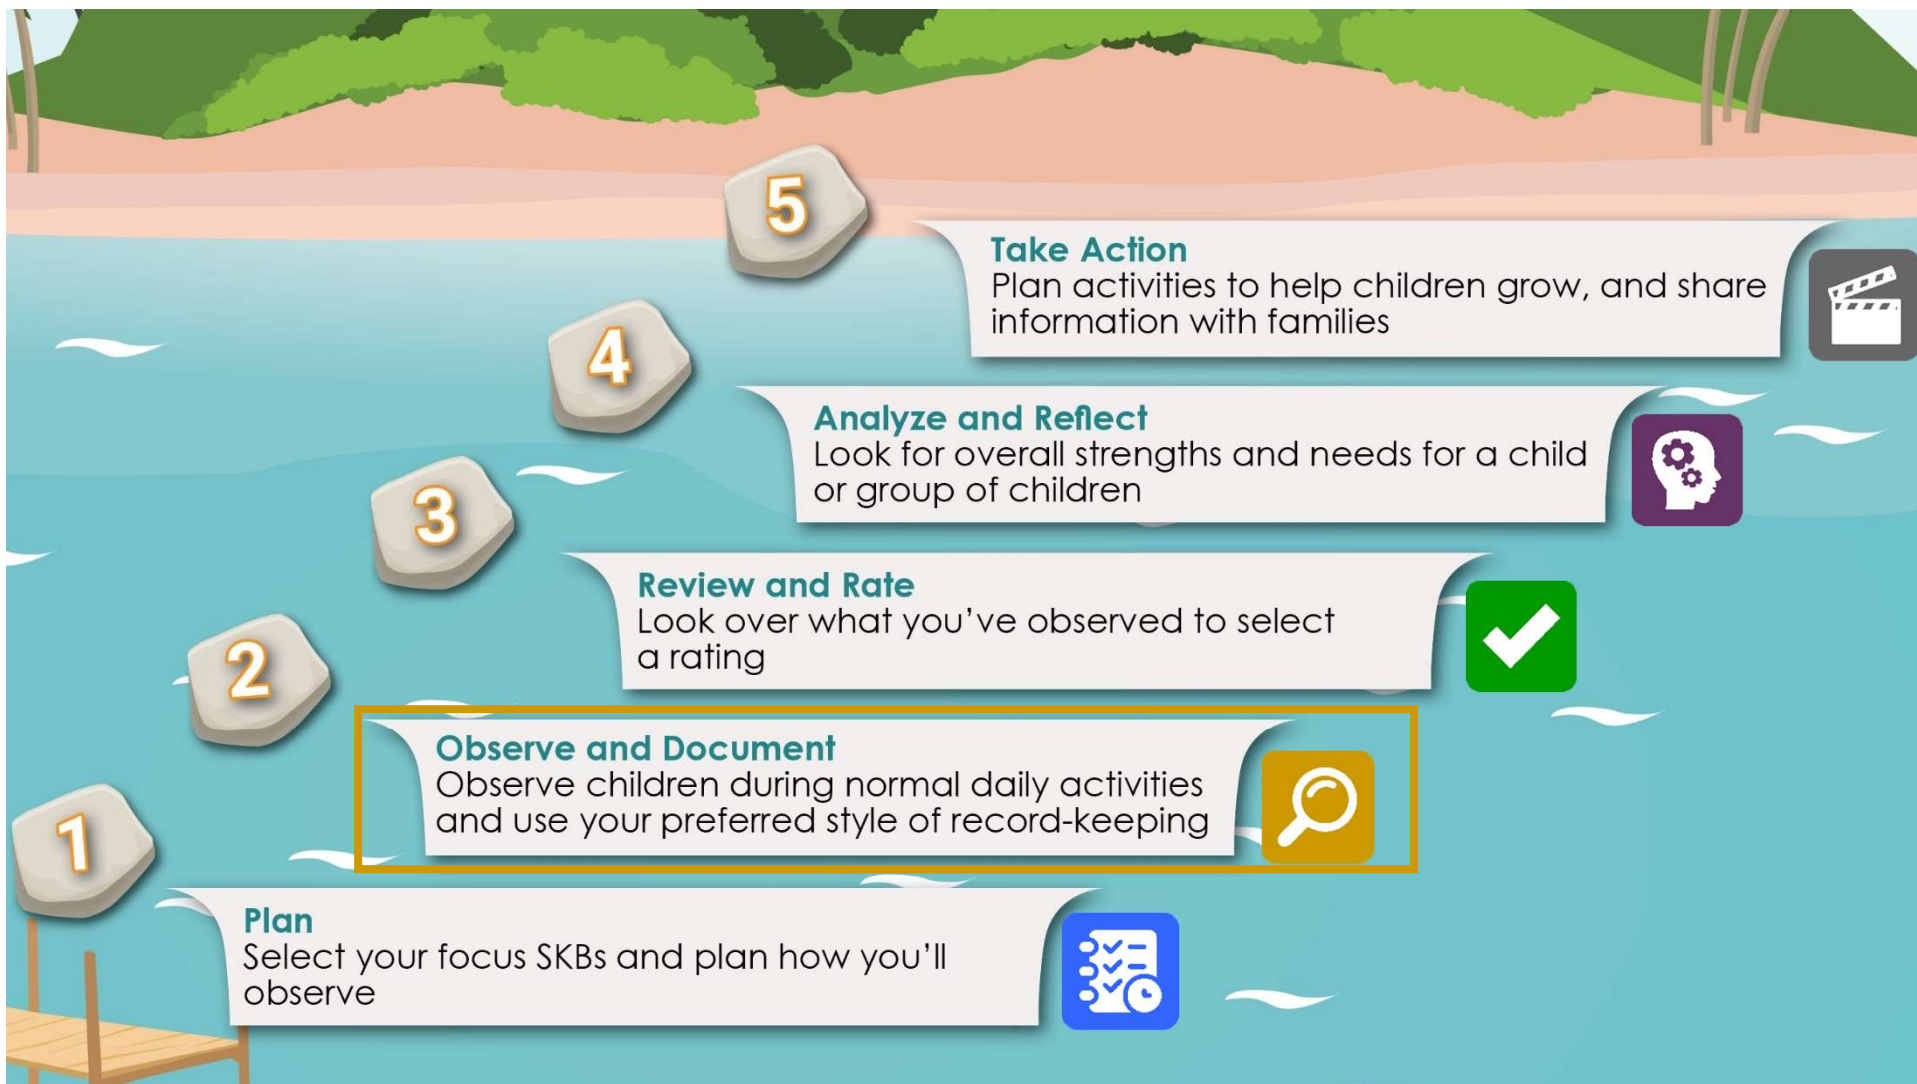 5
Take Action
Plan activities to help children grow, and share
information with families
4
Analyze and Reflect
Look for overall strengths and needs for a child
or group of children
3
Review and Rate
Look over what you've observed to select
a rating
2
Observe and Document
Observe children during normal daily activities
and use your preferred style of record-keeping
1
Plan
Select your focus SKBs and plan how you'll
observe